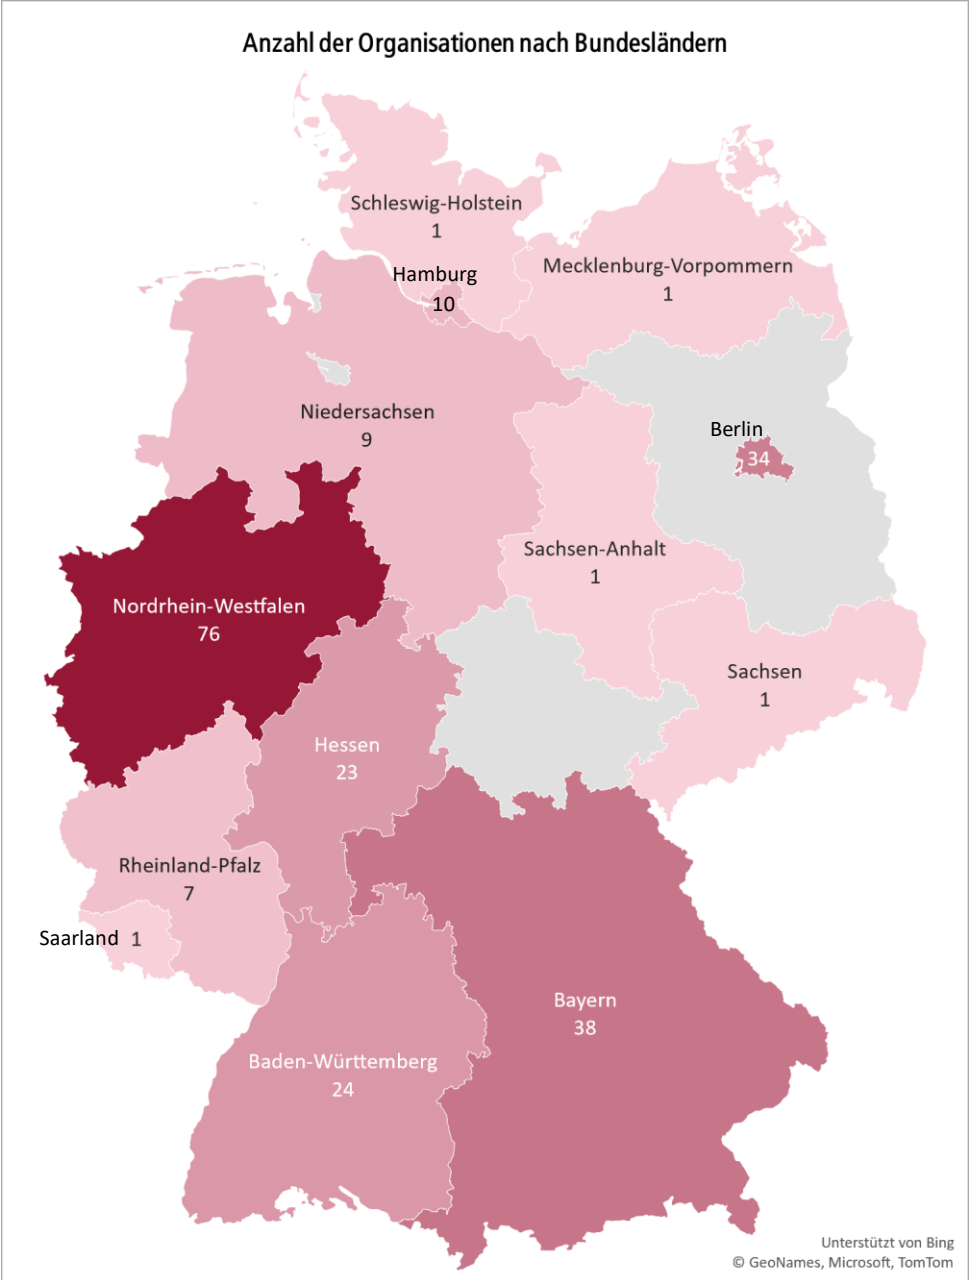 Anzahl der Organisationen nach Bundesländern
Schleswig-Holstein
1
Hamburg
10
Mecklenburg-Vorpommern
1
Niedersachsen
9
Berlin
34
Sachsen-Anhalt
1
Nordrhein-Westfalen
76
Sachsen
1
Hessen
23
Rheinland-Pfalz
7
Saarland 1
Bayern
38
Baden-Württemberg
24
Unterstützt von Bing
© GeoNames, Microsoft, TomTom